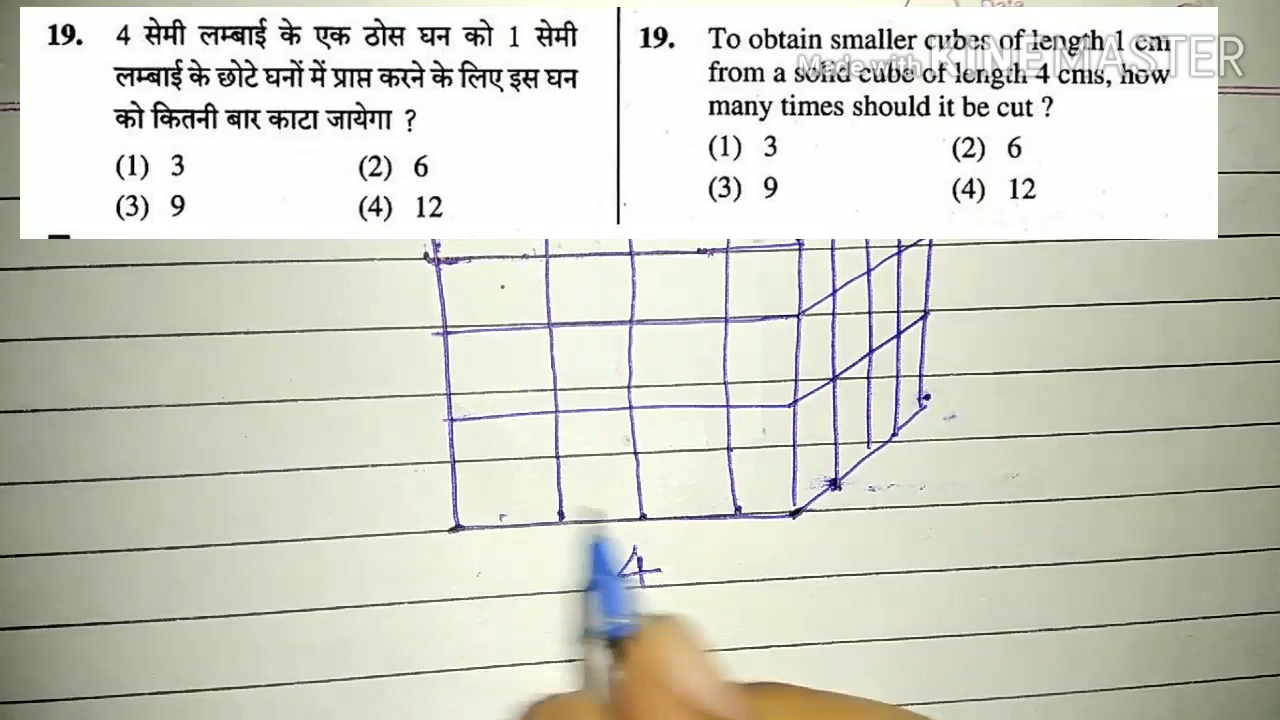 19. 4 सेमी लम्बाई के एक ठोस घन को 1 सेमी
लम्बाई के छोटे घनों में प्राप्त करने के लिए इस घन
को कितनी बार काटा जायेगा ?
(1) 3 (2) 6
(3) 9 (4) 12
19. To obtain smaller cubes of length 1 cm
from a solid cube of length 4 cms, how
many times should it be cut ?
(1) 3 (2) 6
(3) 9 (4) 12
Made with KINEMASTER
4